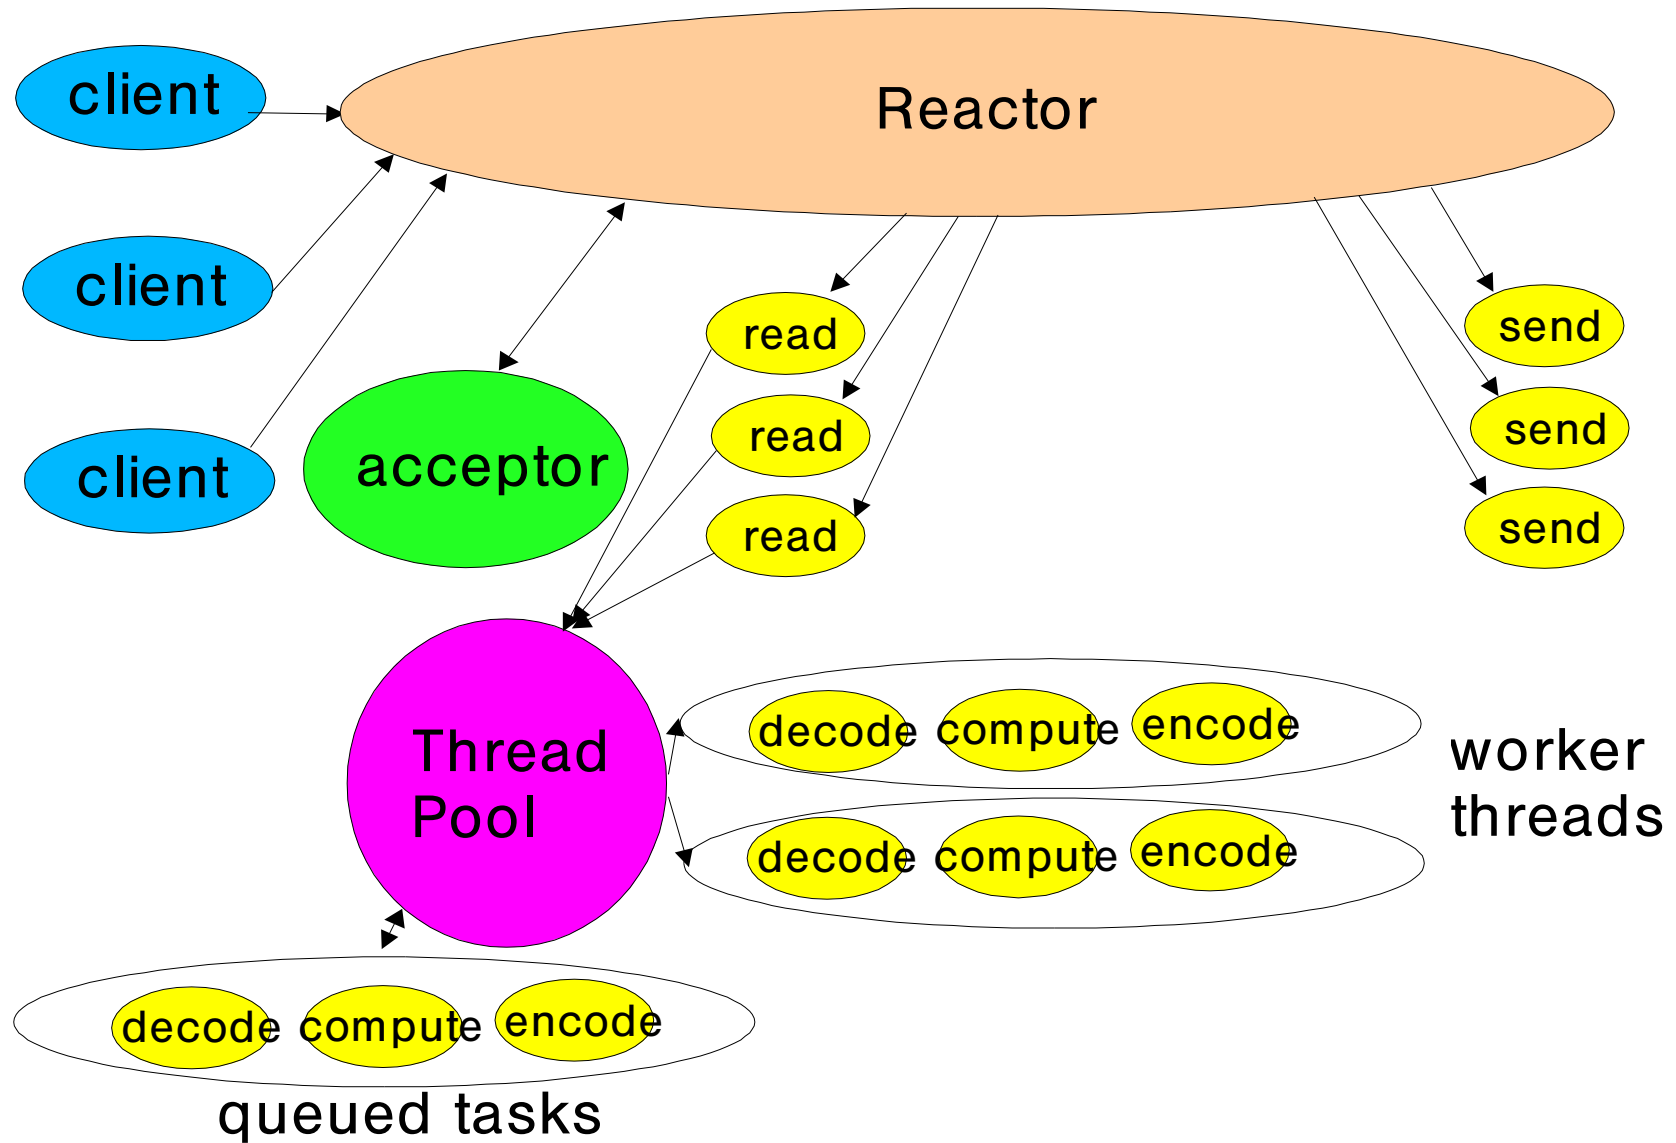 client
Reactor
client
client
acceptor
read
read
read
send
send
send
Thread
Pool
decode compute encode
decode compute encode
worker
threads
decode compute encode
queued tasks